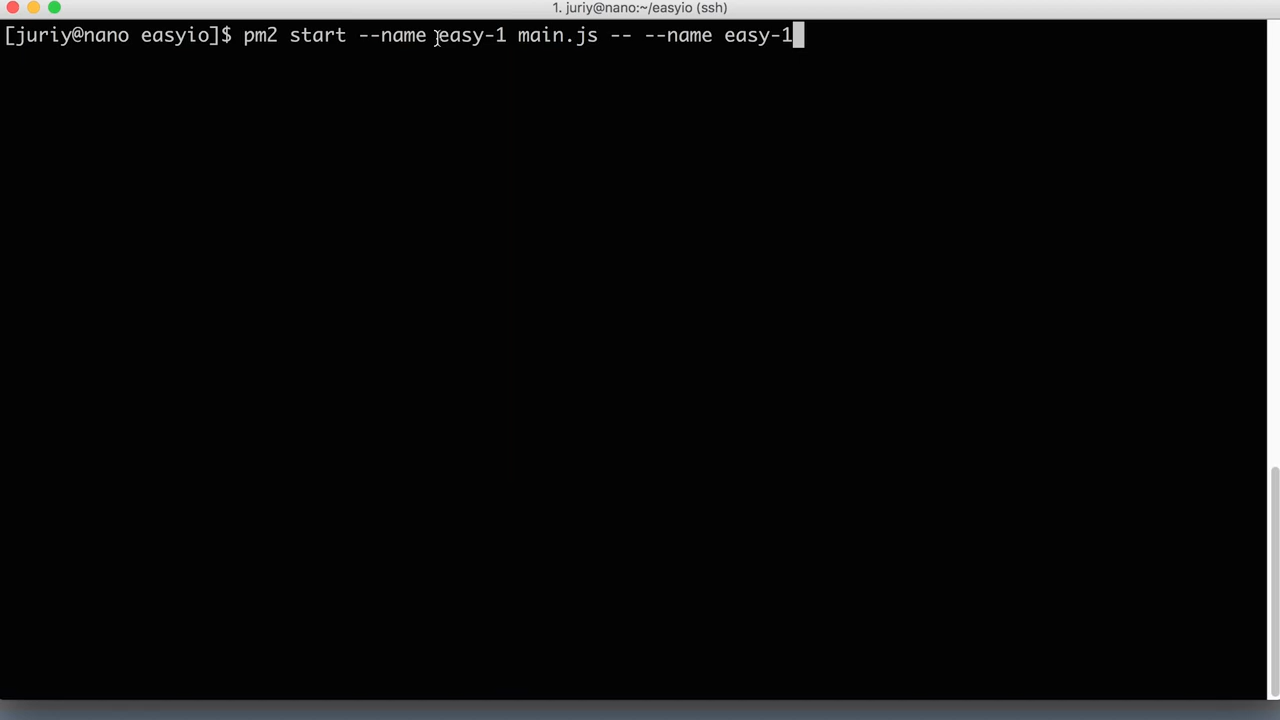 1. juriy@nano:~/easyio (ssh)
[juriy@nano easyio]$ pm2 start --name easy-1 main.js -- --name easy-1